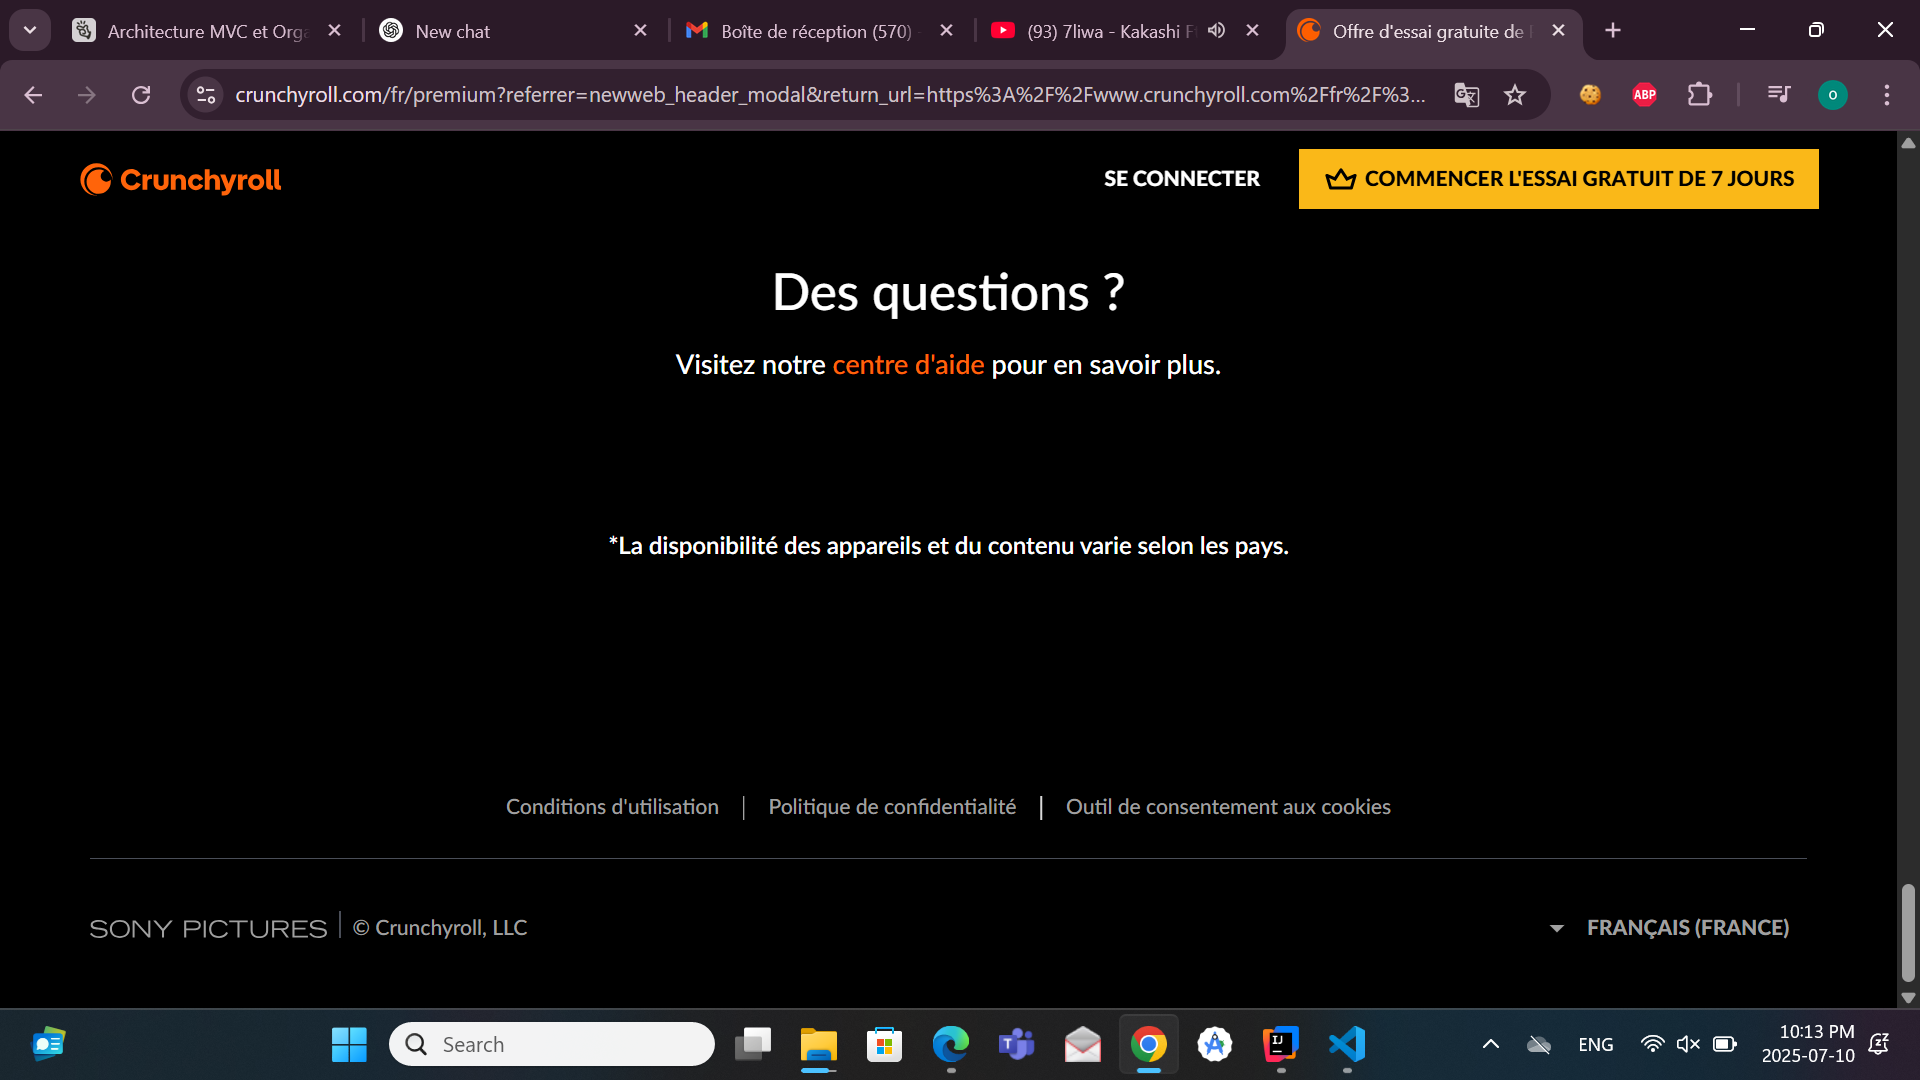 Architecture MVC et Orga
New chat
Boîte de réception (570)
(93) 7liwa - Kakashi
Offre d'essai gratuite de
crunchyroll.com/fr/premium?referrer=newweb_header_modal&return_url=https%3A%2F%2Fwww.crunchyroll.com%2Ffr%2F%3...
ABP
O
Crunchyroll
SE CONNECTER
COMMENCER L'ESSAI GRATUIT DE 7 JOURS
Des questions ?
Visitez notre centre d'aide pour en savoir plus.
*La disponibilité des appareils et du contenu varie selon les pays.
Conditions d'utilisation | Politique de confidentialité | Outil de consentement aux cookies
SONY PICTURES | © Crunchyroll, LLC
FRANÇAIS (FRANCE)
Search
ENG
10:13 PM
2025-07-10